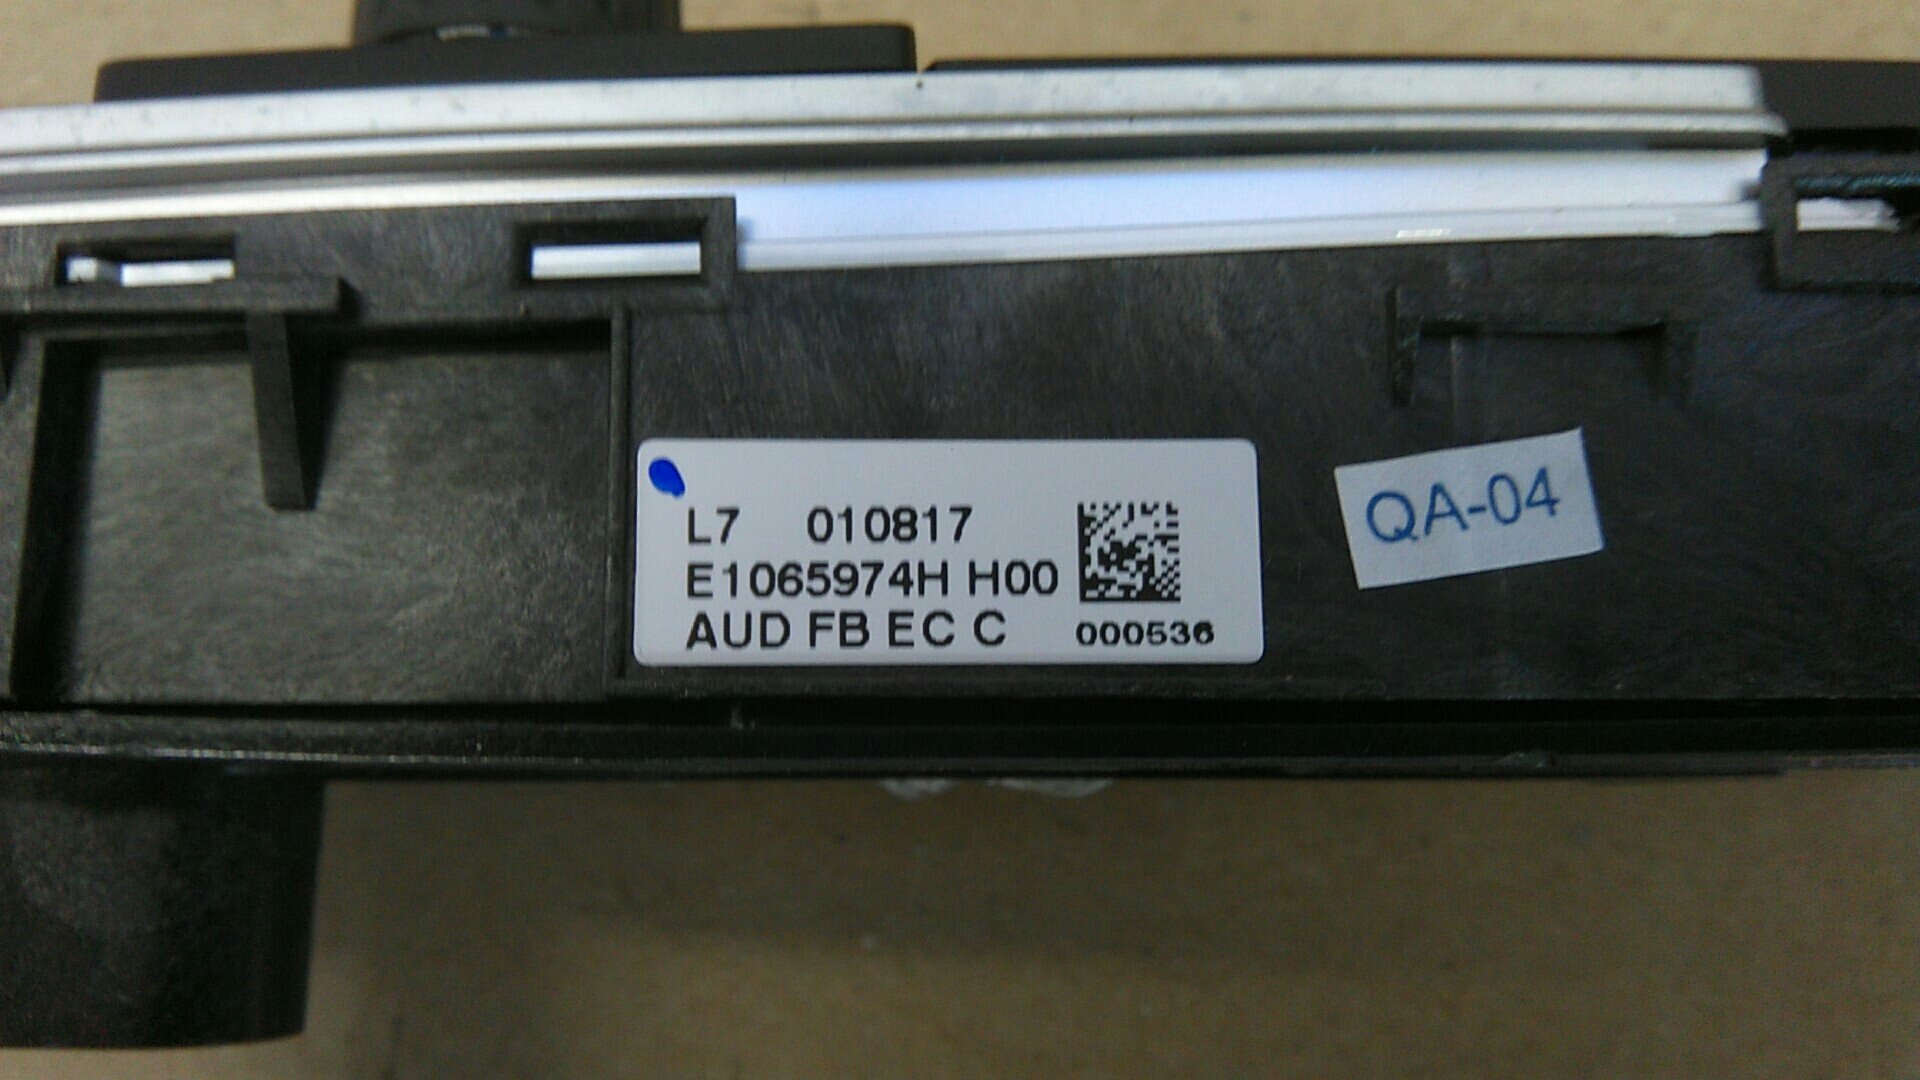 L7 010817
E1065974H H00
AUD FB EC C
000536
QA-04